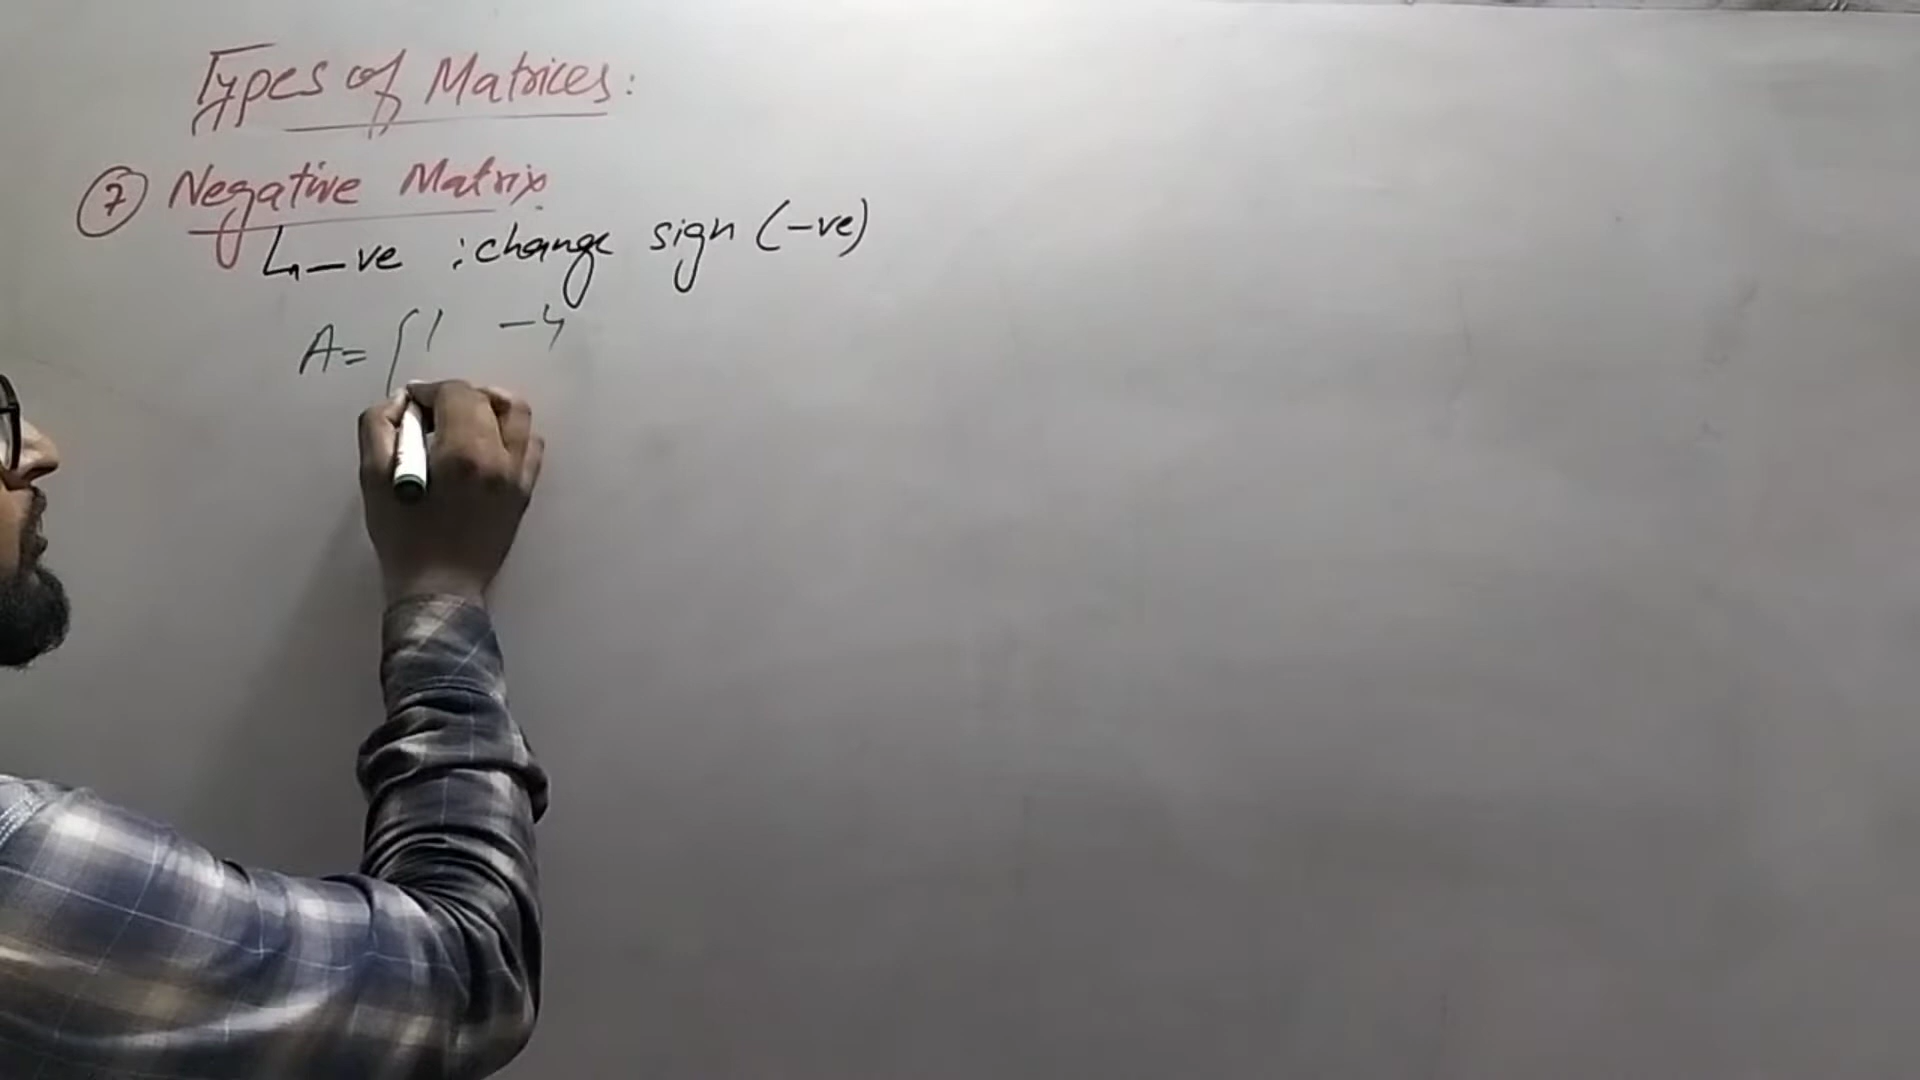 Types of Matrices:
⑦ Negative Matrix
↳ -ve : change sign (-ve)
A = [ 1 -4